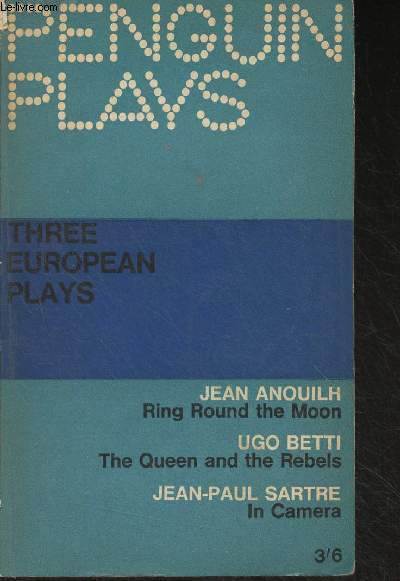 Le-livre.com
PENGUIN
PLAYS
THREE
EUROPEAN
PLAYS
JEAN ANOUILH
Ring Round the Moon
UGO BETTI
The Queen and the Rebels
JEAN-PAUL SARTRE
In Camera
3'6